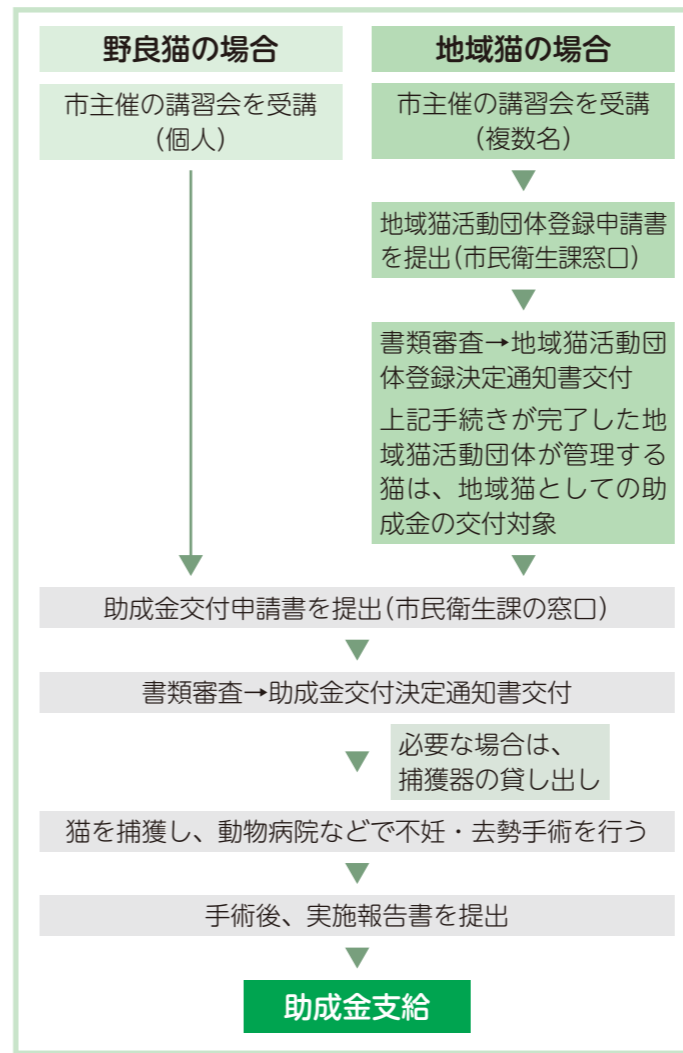 野良猫の場合
市主催の講習会を受講
(個人)
地域猫の場合
市主催の講習会を受講
(複数名)
地域猫活動団体登録申請書
を提出(市民衛生課窓口)
書類審査→地域猫活動団
体登録決定通知書交付
上記手続きが完了した地
域猫活動団体が管理する
猫は、地域猫としての助
成金の交付対象
助成金交付申請書を提出(市民衛生課の窓口)
書類審査→助成金交付決定通知書交付
必要な場合は、
捕獲器の貸し出し
猫を捕獲し、動物病院などで不妊・去勢手術を行う
手術後、実施報告書を提出
助成金支給